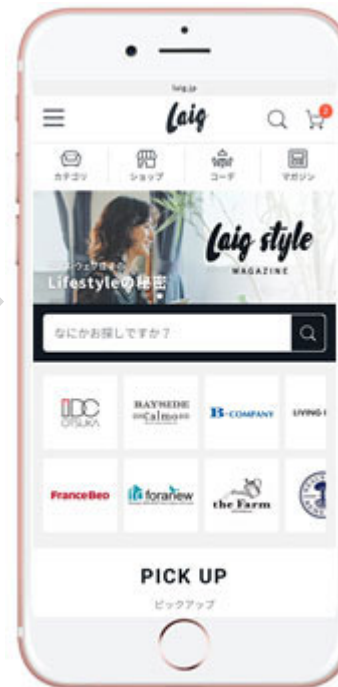 laig.jp
Laig
2
カテゴリ
ショップ
コーデ
マガジン
Laig style
MAGAZINE
Lifestyleの秘密
なにかお探しですか？
IDC
OTSUKA
BAYSIDE
Calmo
B-COMPANY
LIVING
FranceBed
foranew
the Farm
PICK UP
ピックアップ